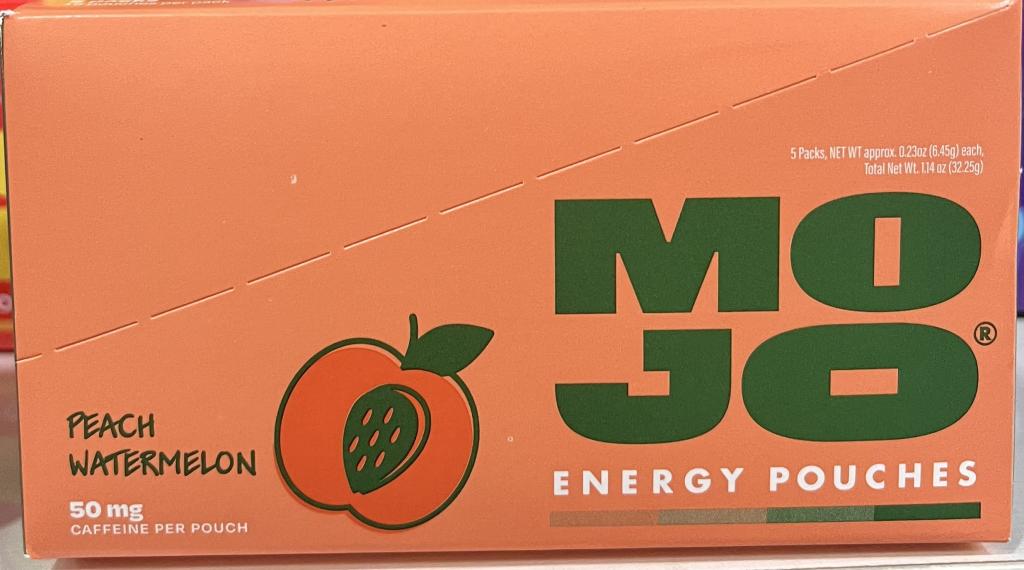 5 Packs, NET WT approx. 0.23oz (6.45g) each,
Total Net Wt. 1.14 oz (32.25g)
MO
JO®
ENERGY POUCHES
PEACH
WATERMELON
50 mg
CAFFEINE PER POUCH